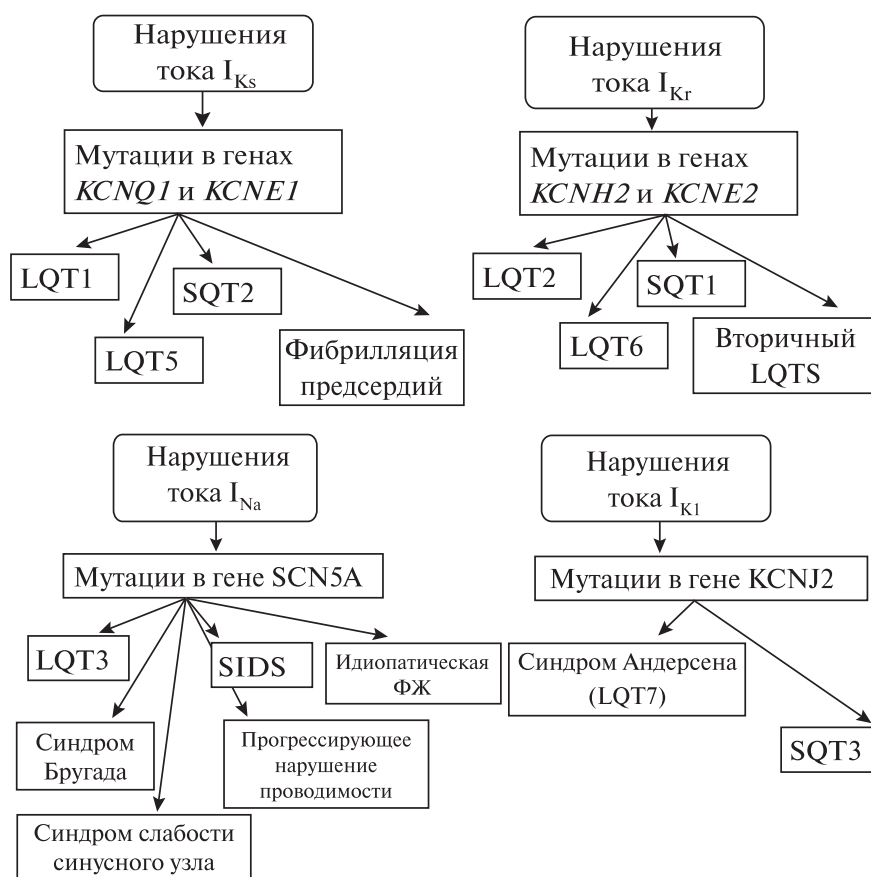 Нарушения
тока I_Ks
Мутации в генах
KCNQ1 и KCNE1
LQT1
SQT2
LQT5
Фибрилляция
предсердий
Нарушения
тока I_Kr
Мутации в генах
KCNH2 и KCNE2
LQT2
SQT1
LQT6
Вторичный
LQTS
Нарушения
тока I_Na
Мутации в гене SCN5A
LQT3
SIDS
Идиопатическая
ФЖ
Синдром
Бругада
Прогрессирующее
нарушение
проводимости
Синдром слабости
синусного узла
Нарушения
тока I_K1
Мутации в гене KCNJ2
Синдром Андерсена
(LQT7)
SQT3